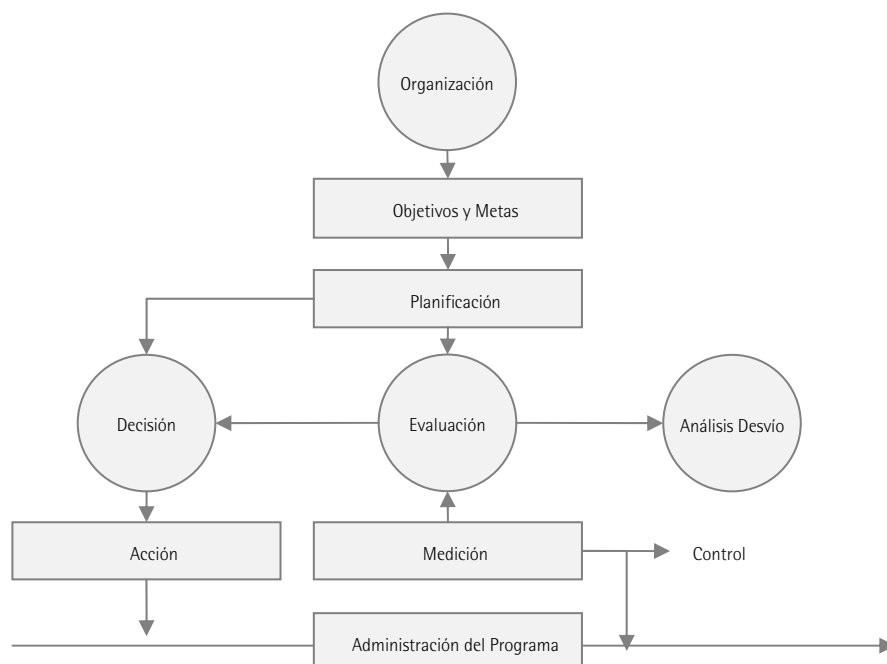 Organización
Objetivos y Metas
Planificación
Decisión
Evaluación
Análisis Desvío
Acción
Medición
Control
Administración del Programa